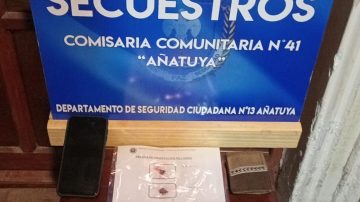 SECUESTROS
COMISARIA COMUNITARIA N°41
"AÑATUYA"
DEPARTAMENTO DE SEGURIDAD CIUDADANA N°13 AÑATUYA